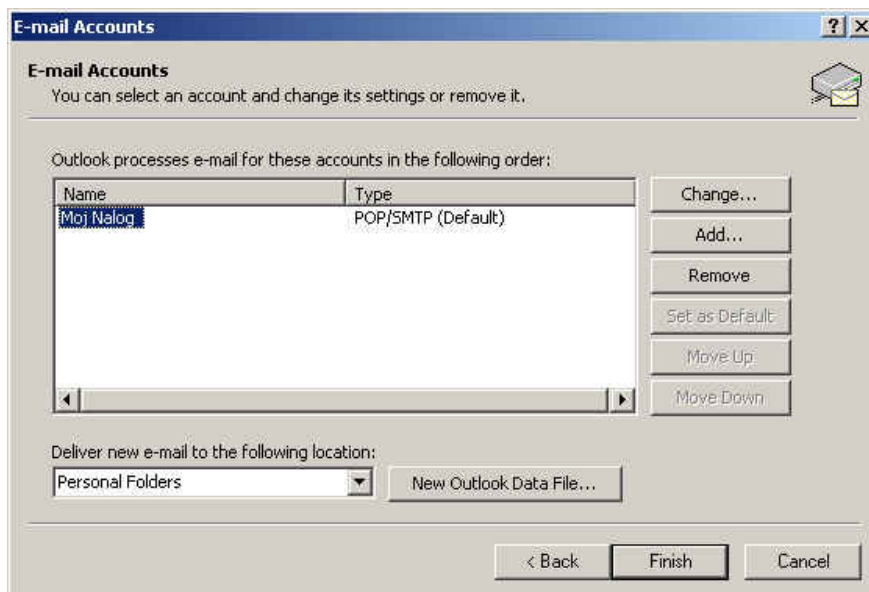 E-mail Accounts
E-mail Accounts
You can select an account and change its settings or remove it.
Outlook processes e-mail for these accounts in the following order:
Name Type
Moj Nalog POP/SMTP (Default)
Change...
Add...
Remove
Set as Default
Move Up
Move Down
Deliver new e-mail to the following location:
Personal Folders New Outlook Data File...
< Back Finish Cancel